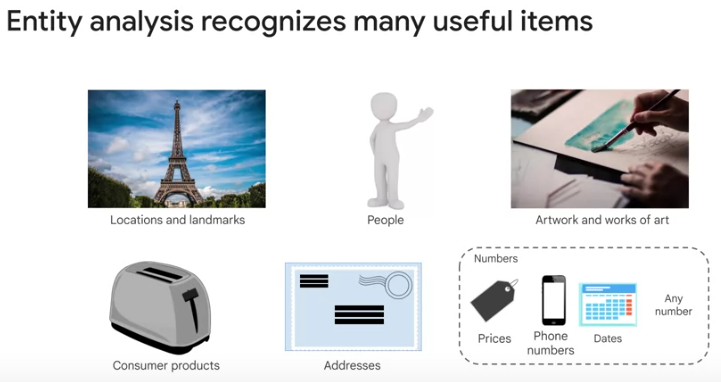 Entity analysis recognizes many useful items
Locations and landmarks
People
Artwork and works of art
Consumer products
Addresses
Numbers
Prices
Phone
numbers
Dates
Any
number